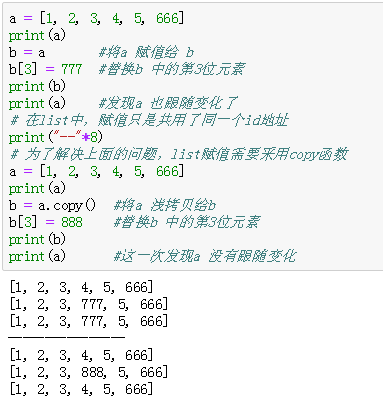 a = [1, 2, 3, 4, 5, 666]
print(a)
b = a #将a 赋值给 b
b[3] = 777 #替换b 中的第3位元素
print(b)
print(a) #发现a 也跟随变化了
# 在list中, 赋值只是共用了同一个id地址
print("--"*8)
# 为了解决上面的问题, list赋值需要采用copy函数
a = [1, 2, 3, 4, 5, 666]
print(a)
b = a.copy() #将a 浅拷贝给b
b[3] = 888 #替换b 中的第3位元素
print(b)
print(a) #这一次发现a 没有跟随变化
[1, 2, 3, 4, 5, 666]
[1, 2, 3, 777, 5, 666]
[1, 2, 3, 777, 5, 666]
----------------
[1, 2, 3, 4, 5, 666]
[1, 2, 3, 888, 5, 666]
[1, 2, 3, 4, 5, 666]